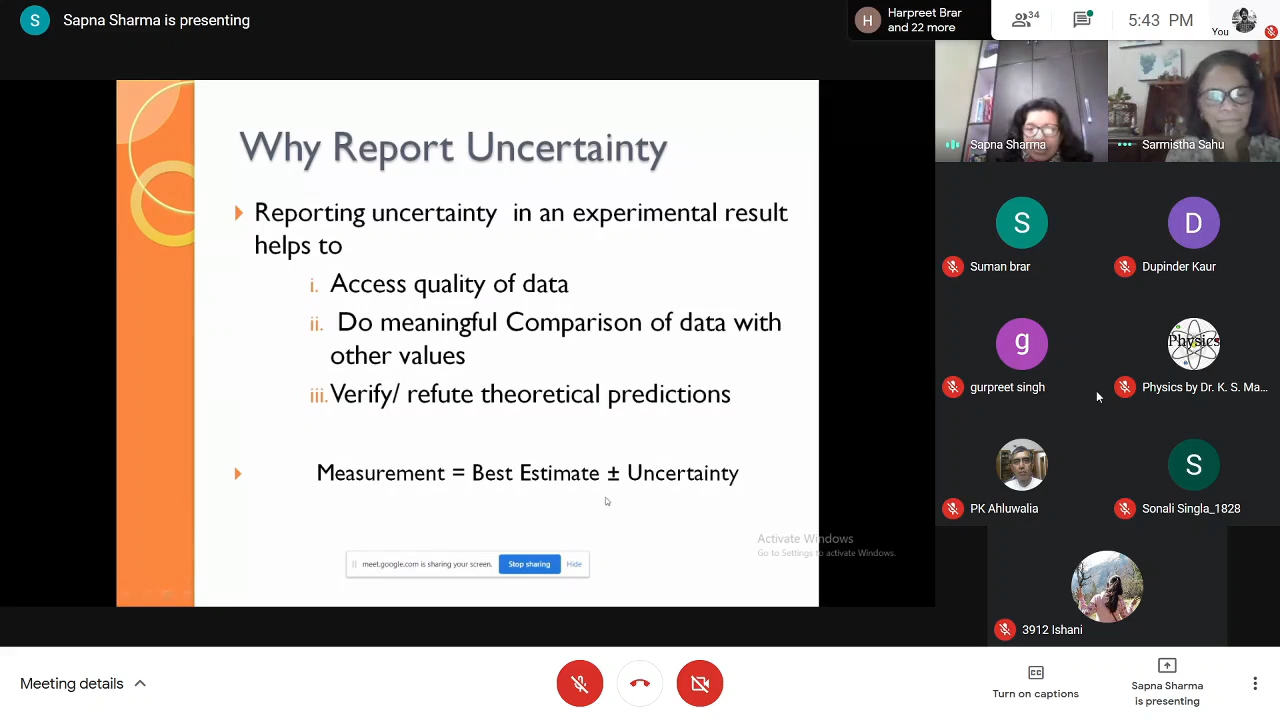 S
Sapna Sharma is presenting
H
Harpreet Brar
and 22 more
34
5:43 PM
You
Why Report Uncertainty
Reporting uncertainty in an experimental result
helps to
i. Access quality of data
ii. Do meaningful Comparison of data with
other values
iii. Verify/ refute theoretical predictions
Measurement = Best Estimate ± Uncertainty
meet.google.com is sharing your screen.
Stop sharing
Hide
Activate Windows
Go to Settings to activate Windows.
Sapna Sharma
Sarmistha Sahu
S
Suman brar
D
Dupinder Kaur
g
gurpreet singh
Physics
Physics by Dr. K. S. Ma...
PK Ahluwalia
S
Sonali Singla_1828
3912 Ishani
Meeting details
CC
Turn on captions
Sapna Sharma
is presenting